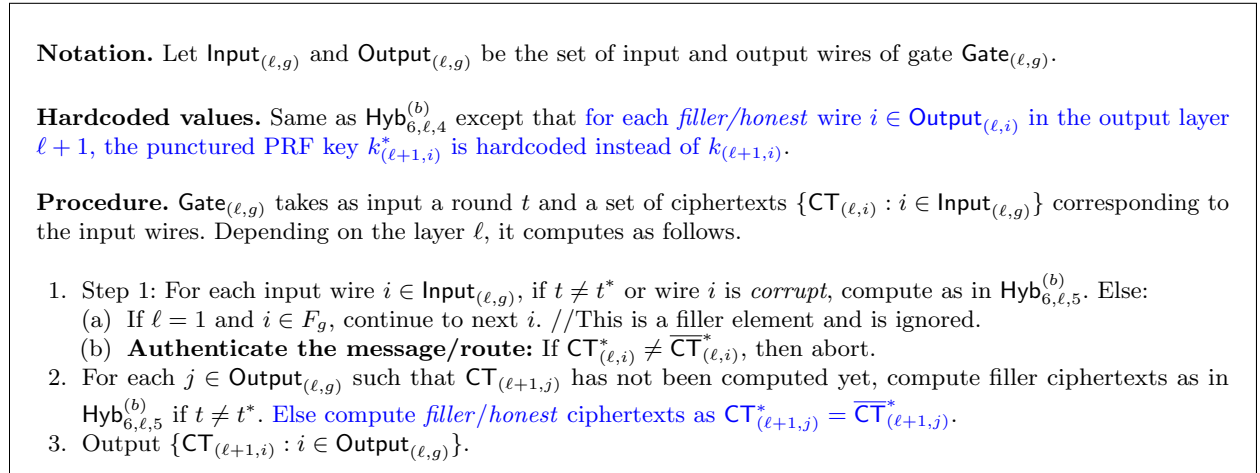 Notation. Let Input_(ℓ,g) and Output_(ℓ,g) be the set of input and output wires of gate Gate_(ℓ,g).
Hardcoded values. Same as Hyb^(b)_6,ℓ,4 except that for each filler/honest wire i ∈ Output_(ℓ,i) in the output layer
ℓ + 1, the punctured PRF key k*_(ℓ+1,i) is hardcoded instead of k_(ℓ+1,i).
Procedure. Gate_(ℓ,g) takes as input a round t and a set of ciphertexts {CT_(ℓ,i) : i ∈ Input_(ℓ,g)} corresponding to
the input wires. Depending on the layer ℓ, it computes as follows.
1. Step 1: For each input wire i ∈ Input_(ℓ,g), if t ≠ t* or wire i is corrupt, compute as in Hyb^(b)_6,ℓ,5. Else:
(a) If ℓ = 1 and i ∈ F_g, continue to next i. //This is a filler element and is ignored.
(b) Authenticate the message/route: If CT*_(ℓ,i) ≠ C̅T̅*_(ℓ,i), then abort.
2. For each j ∈ Output_(ℓ,g) such that CT_(ℓ+1,j) has not been computed yet, compute filler ciphertexts as in
Hyb^(b)_6,ℓ,5 if t ≠ t*. Else compute filler/honest ciphertexts as CT*_(ℓ+1,j) = C̅T̅*_(ℓ+1,j).
3. Output {CT_(ℓ+1,i) : i ∈ Output_(ℓ,g)}.